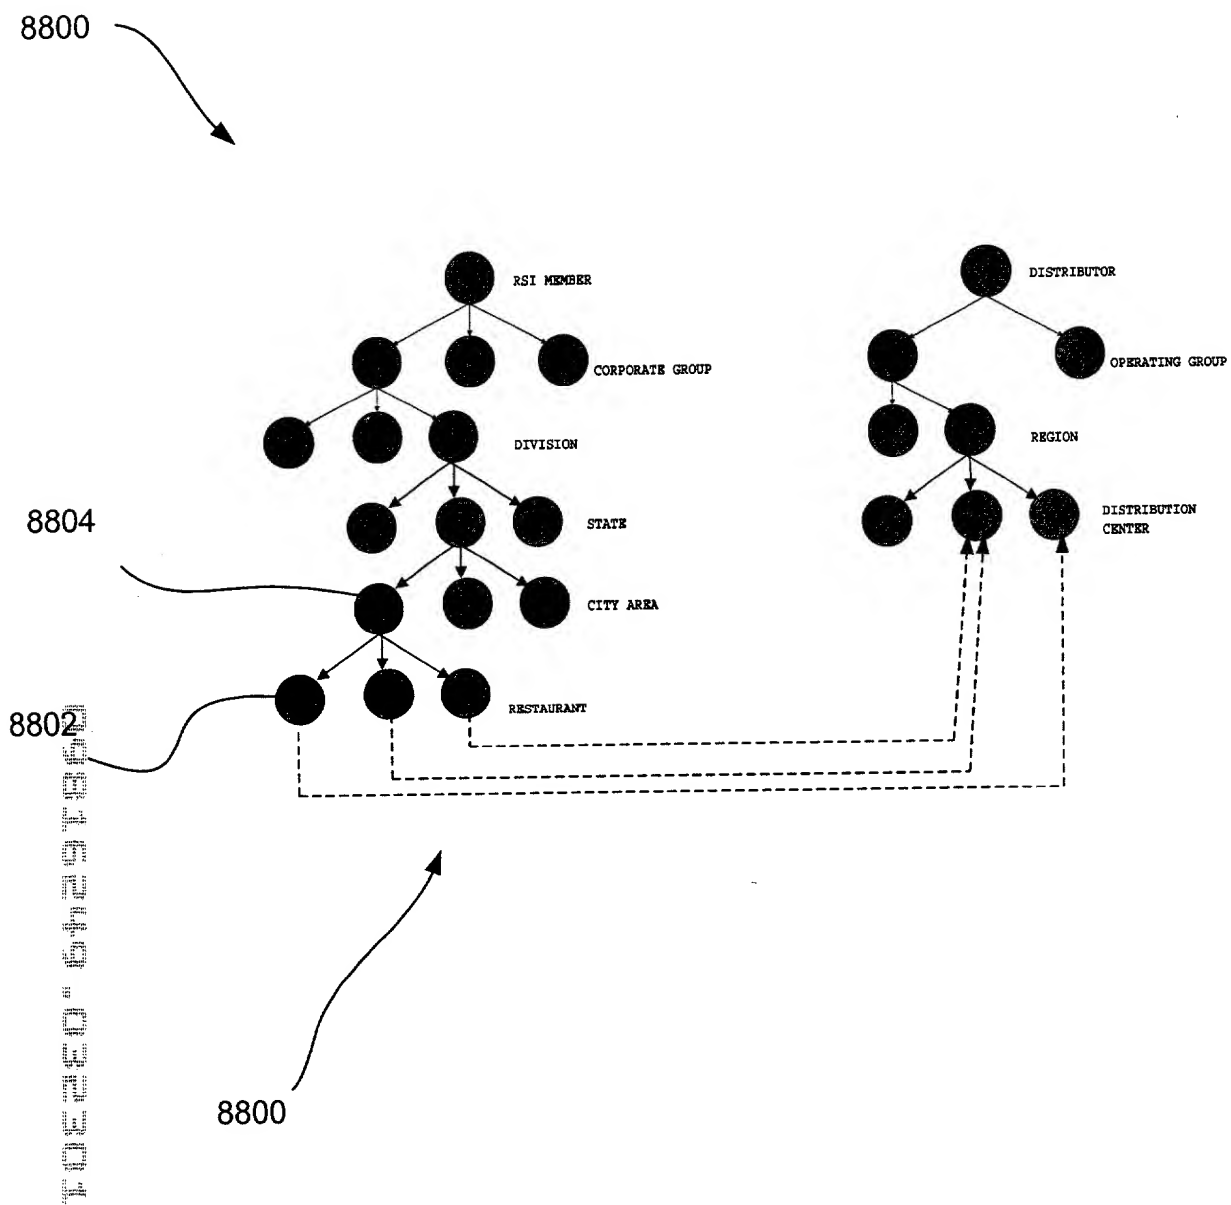 8800
RSI MEMBER
DISTRIBUTOR
CORPORATE GROUP
OPERATING GROUP
DIVISION
REGION
8804
STATE
DISTRIBUTION
CENTER
CITY AREA
RESTAURANT
8802
8800